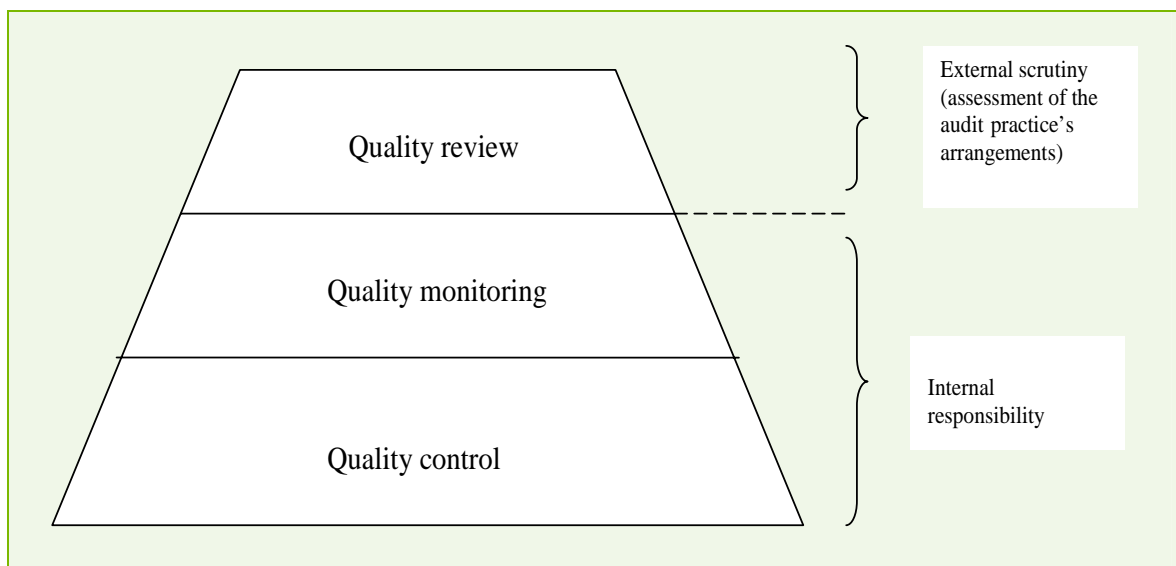 Quality review
External scrutiny
(assessment of the
audit practice's
arrangements)
Quality monitoring
Internal
responsibility
Quality control